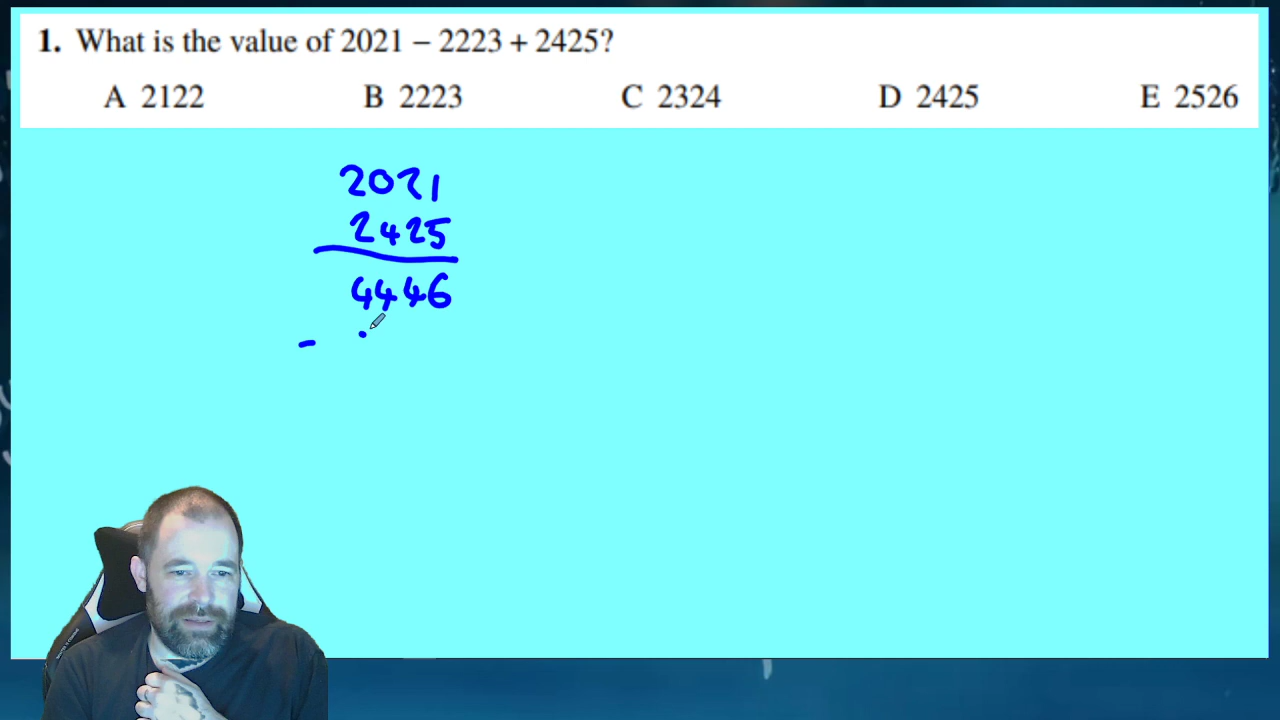 1. What is the value of 2021 − 2223 + 2425?
A 2122 B 2223 C 2324 D 2425 E 2526
2021
2425
4446
-